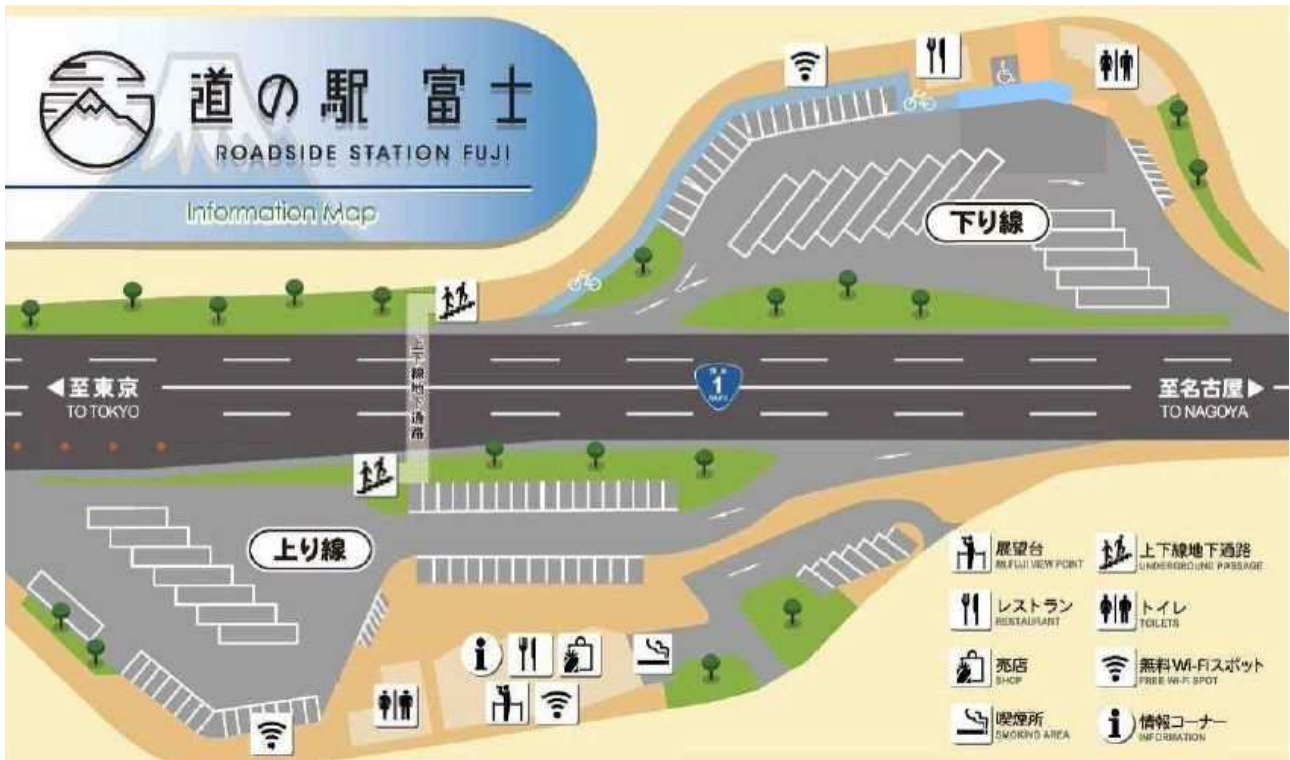 道の駅 富士
ROADSIDE STATION FUJI
Information Map
下り線
上下線地下通路
◀至東京
TO TOKYO
1
至名古屋▶
TO NAGOYA
上り線
展望台
Mt.FUJI VIEW POINT
上下線地下通路
UNDERGROUND PASSAGE
レストラン
RESTAURANT
トイレ
TOILETS
売店
SHOP
無料Wi-Fiスポット
FREE WI-FI SPOT
喫煙所
SMOKING AREA
情報コーナー
INFORMATION